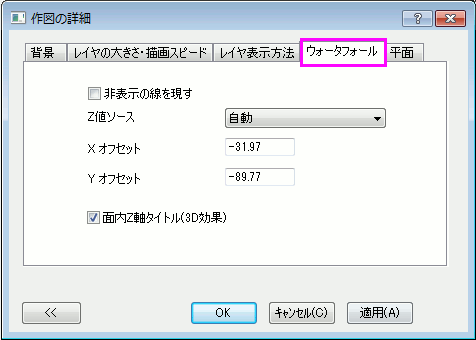 作図の詳細
背景 レイヤの大きさ・描画スピード レイヤ表示方法 ウォータフォール 平面
非表示の線を現す
Z値ソース 自動
X オフセット -31.97
Y オフセット -89.77
面内Z軸タイトル(3D効果)
<< OK キャンセル(C) 適用(A)